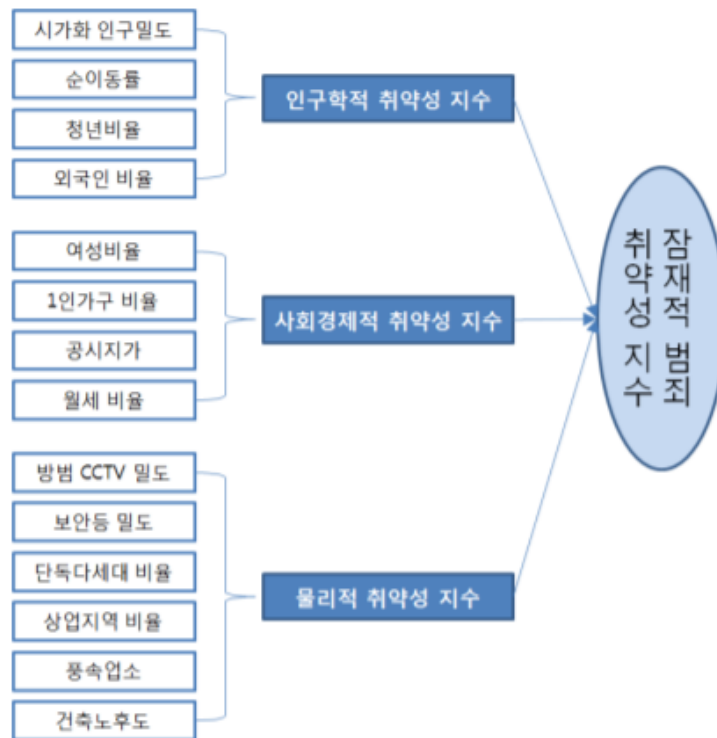 시가화 인구밀도
순이동률
청년비율
외국인 비율
인구학적 취약성 지수
여성비율
1인가구 비율
공시지가
월세 비율
사회경제적 취약성 지수
방범 CCTV 밀도
보안등 밀도
단독다세대 비율
상업지역 비율
풍속업소
건축노후도
물리적 취약성 지수
잠재적 범죄
취약성 지수